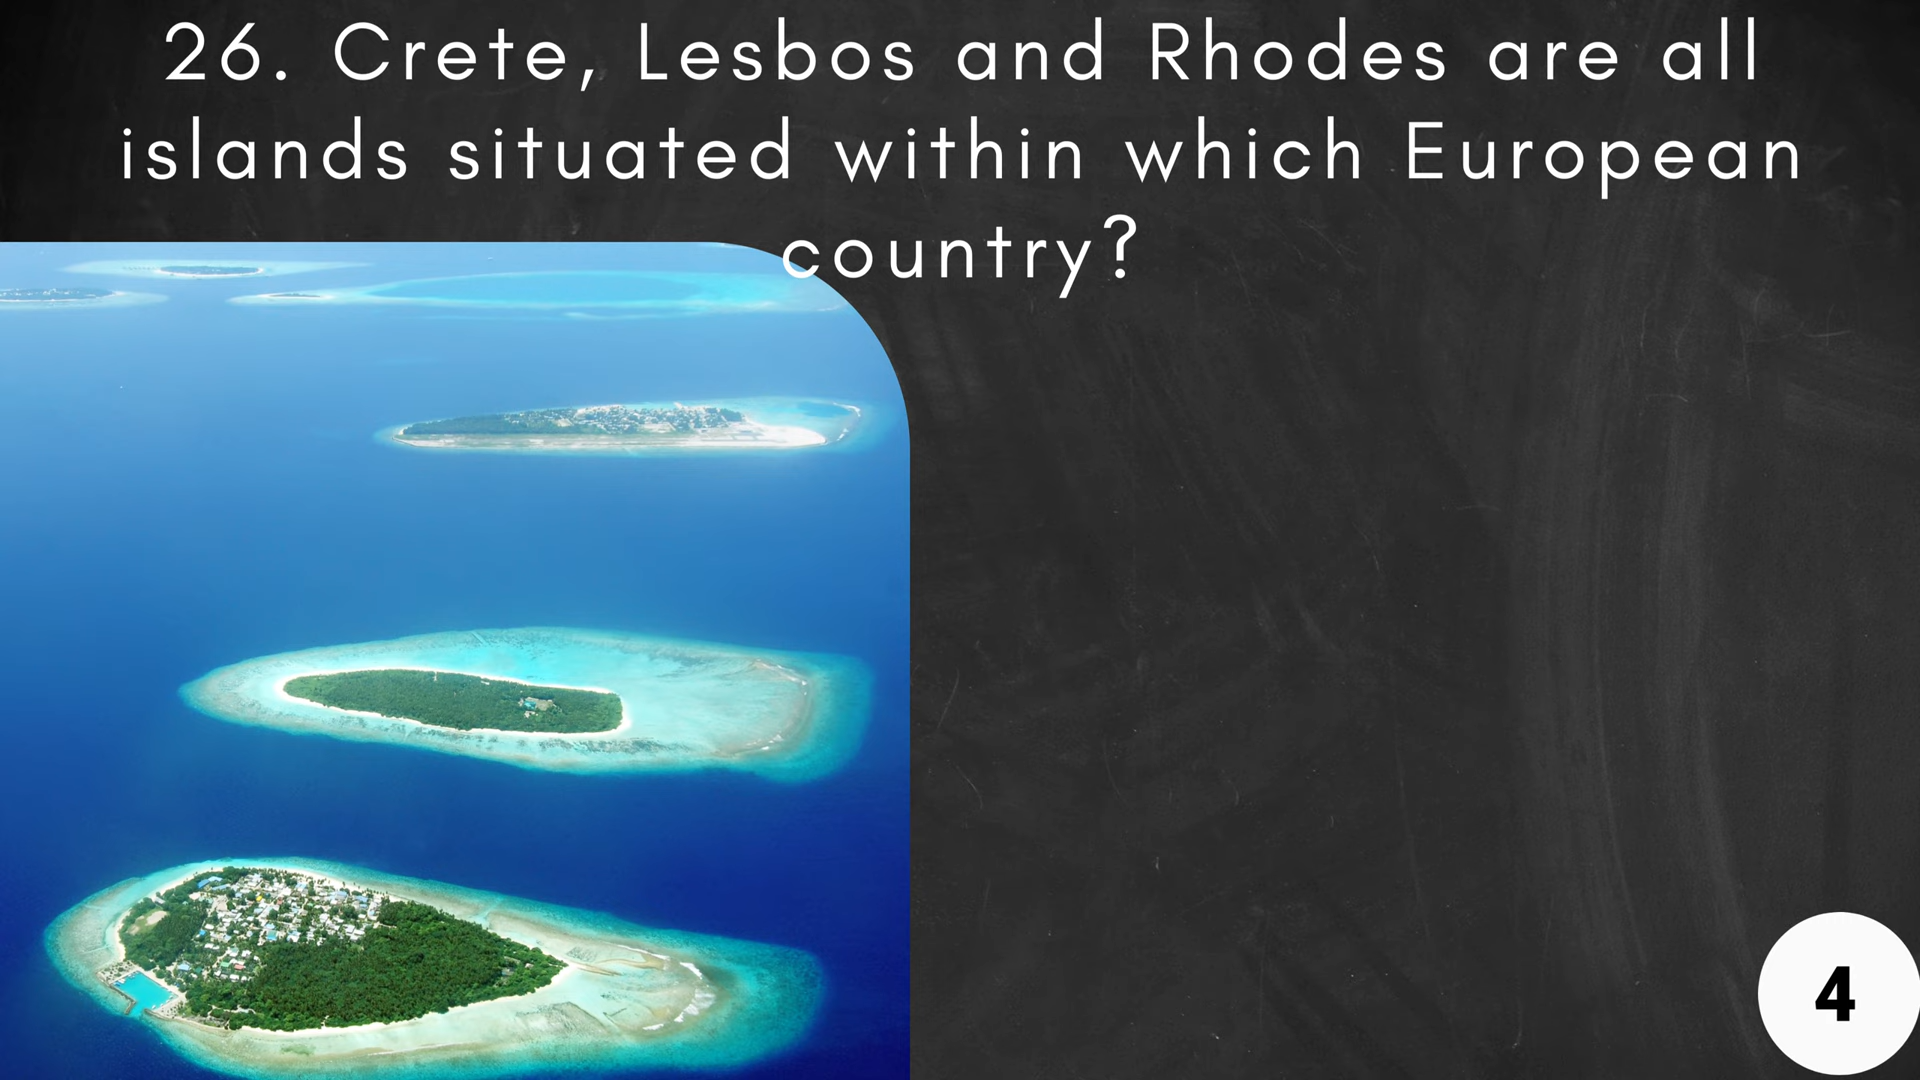 26. Crete, Lesbos and Rhodes are all
islands situated within which European
country?
4